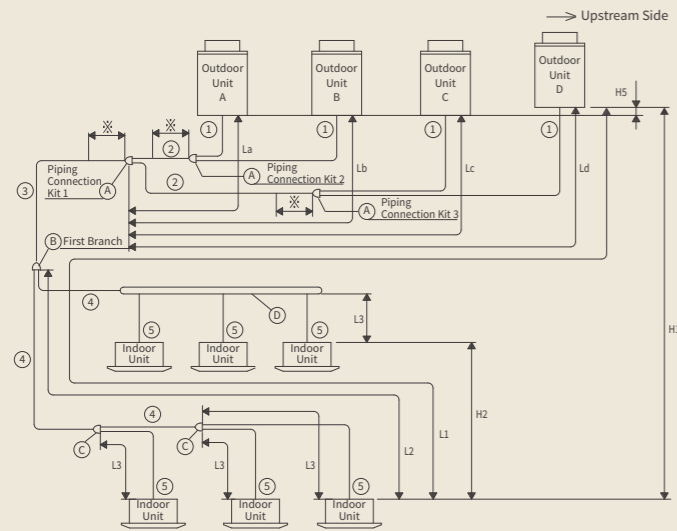 Upstream Side
Outdoor
Unit
A
Outdoor
Unit
B
Outdoor
Unit
C
Outdoor
Unit
D
H5
1
1
1
1
※
※
2
La
Lb
Lc
Ld
Piping
Connection
Kit 1
A
2
A
Piping
Connection Kit 2
3
※
A
Piping
Connection Kit 3
B
First Branch
4
D
L3
H1
5
5
5
4
Indoor
Unit
Indoor
Unit
Indoor
Unit
4
H2
L1
L2
C
C
L3
L3
L3
5
5
5
Indoor
Unit
Indoor
Unit
Indoor
Unit